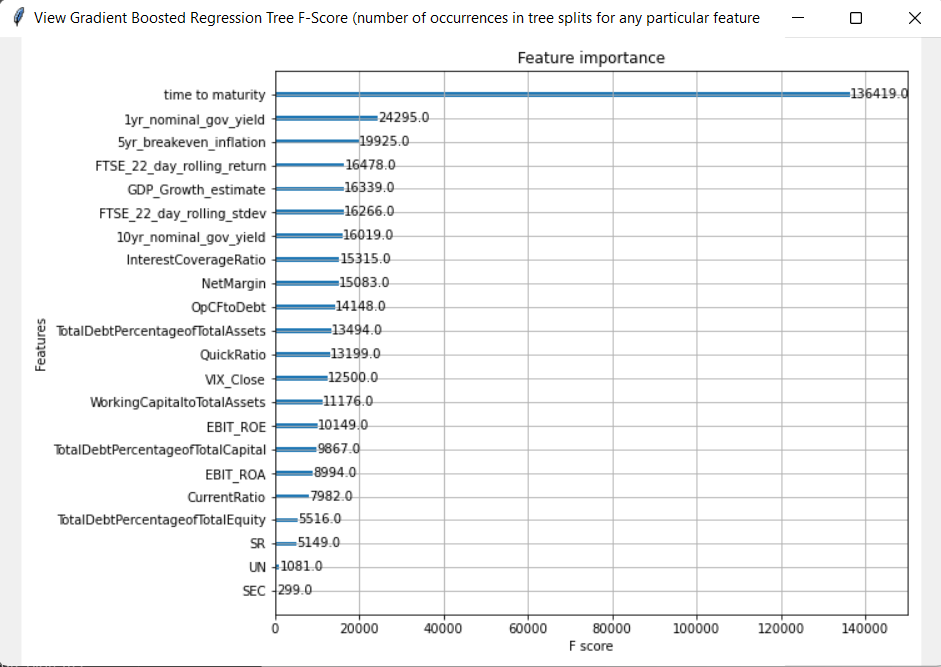 View Gradient Boosted Regression Tree F-Score (number of occurrences in tree splits for any particular feature
Feature importance
time to maturity 136419.0
1yr_nominal_gov_yield 24295.0
5yr_breakeven_inflation 19925.0
FTSE_22_day_rolling_return 16478.0
GDP_Growth_estimate 16339.0
FTSE_22_day_rolling_stdev 16266.0
10yr_nominal_gov_yield 16019.0
InterestCoverageRatio 15315.0
NetMargin 15083.0
OpCFtoDebt 14148.0
TotalDebtPercentageofTotalAssets 13494.0
QuickRatio 13199.0
VIX_Close 12500.0
WorkingCapitaltoTotalAssets 11176.0
EBIT_ROE 10149.0
TotalDebtPercentageofTotalCapital 9867.0
EBIT_ROA 8994.0
CurrentRatio 7982.0
TotalDebtPercentageofTotalEquity 5516.0
SR 5149.0
UN 1081.0
SEC 299.0
Features
0 20000 40000 60000 80000 100000 120000 140000
F score